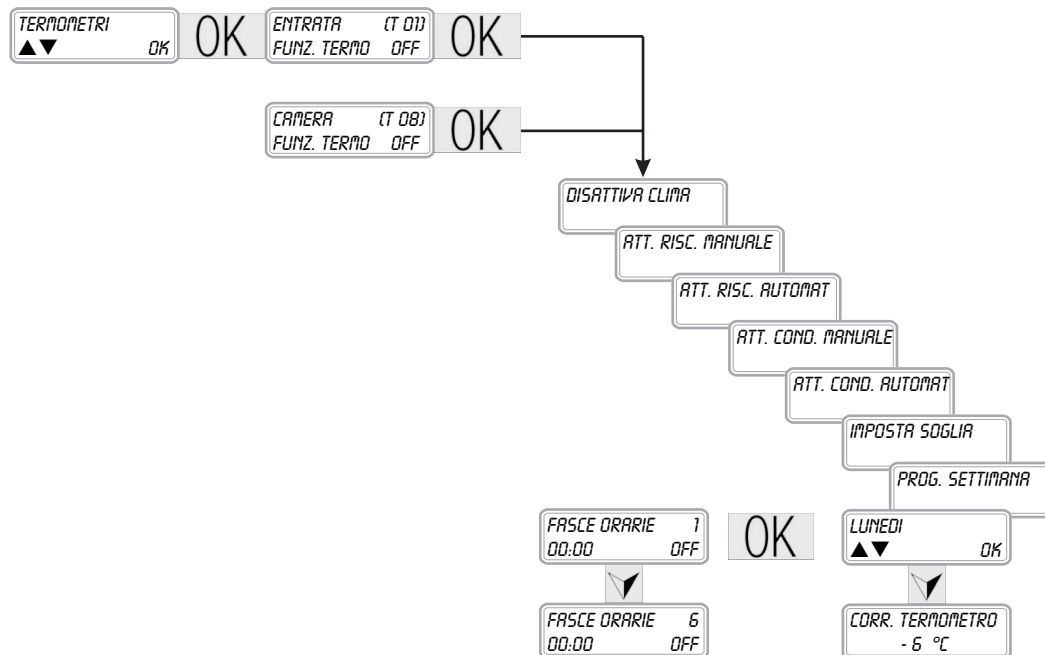 TERMOMETRI
▲▼ OK
OK
ENTRATA (T 01)
FUNZ. TERMO OFF
OK
CAMERA (T 08)
FUNZ. TERMO OFF
OK
DISATTIVA CLIMA
ATT. RISC. MANUALE
ATT. RISC. AUTOMAT
ATT. COND. MANUALE
ATT. COND. AUTOMAT
IMPOSTA SOGLIA
PROG. SETTIMANA
FASCE ORARIE 1
00:00 OFF
OK
LUNEDI
▲▼ OK
FASCE ORARIE 6
00:00 OFF
CORR. TERMOMETRO
- 6 °C